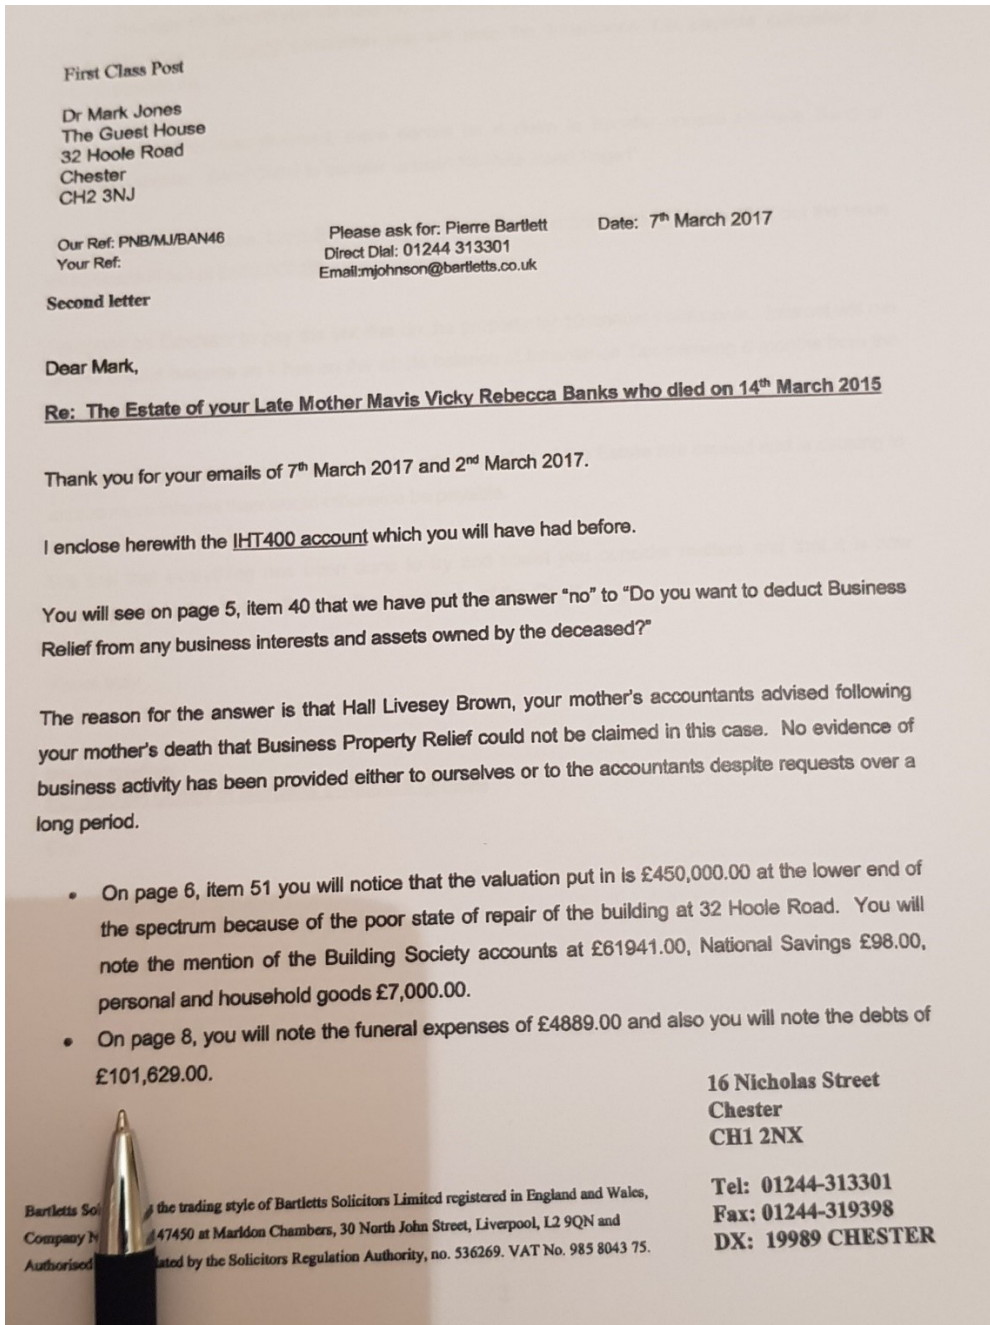 First Class Post
Dr Mark Jones
The Guest House
32 Hoole Road
Chester
CH2 3NJ
Our Ref: PNB/MJ/BAN46
Your Ref:
Please ask for: Pierre Bartlett
Direct Dial: 01244 313301
Email:mjohnson@bartletts.co.uk
Date: 7th March 2017
Second letter
Dear Mark,
Re: The Estate of your Late Mother Mavis Vicky Rebecca Banks who died on 14th March 2015
Thank you for your emails of 7th March 2017 and 2nd March 2017.
I enclose herewith the IHT400 account which you will have had before.
You will see on page 5, item 40 that we have put the answer "no" to "Do you want to deduct Business
Relief from any business interests and assets owned by the deceased?"
The reason for the answer is that Hall Livesey Brown, your mother's accountants advised following
your mother's death that Business Property Relief could not be claimed in this case. No evidence of
business activity has been provided either to ourselves or to the accountants despite requests over a
long period.
• On page 6, item 51 you will notice that the valuation put in is £450,000.00 at the lower end of
the spectrum because of the poor state of repair of the building at 32 Hoole Road. You will
note the mention of the Building Society accounts at £61941.00, National Savings £98.00,
personal and household goods £7,000.00.
• On page 8, you will note the funeral expenses of £4889.00 and also you will note the debts of
£101,629.00.
16 Nicholas Street
Chester
CH1 2NX
Tel: 01244-313301
Fax: 01244-319398
DX: 19989 CHESTER
Bartletts So the trading style of Bartletts Solicitors Limited registered in England and Wales,
Company N 47450 at Marldon Chambers, 30 North John Street, Liverpool, L2 9QN and
Authorised lated by the Solicitors Regulation Authority, no. 536269. VAT No. 985 8043 75.